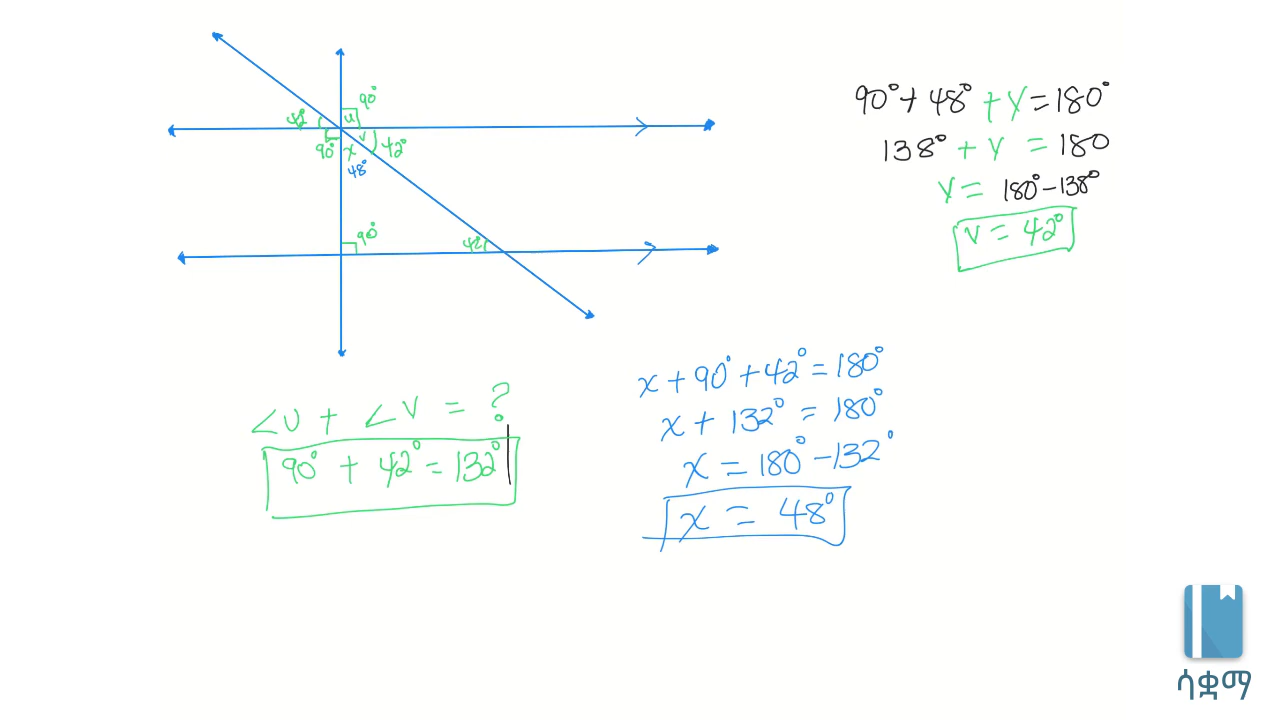 90°
42° u
v
90° x 42°
48°
90°
42°
90° + 48° + v = 180°
138° + v = 180
v = 180° - 138°
v = 42°
∠u + ∠v = ?
90° + 42° = 132°
x + 90° + 42° = 180°
x + 132° = 180°
x = 180° - 132°
x = 48°
ሳቋማ